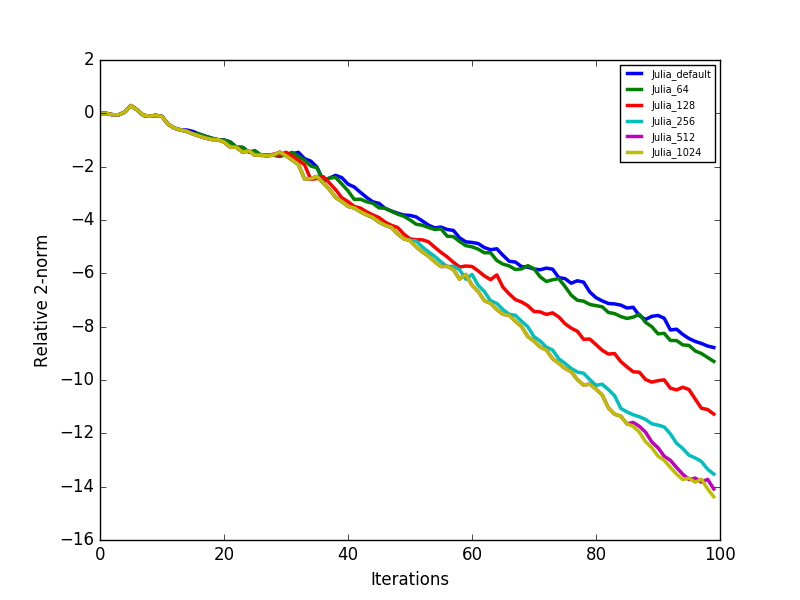 2
0
−2
−4
−6
−8
−10
−12
−14
−16
0 20 40 60 80 100
Relative 2-norm
Iterations
Julia_default
Julia_64
Julia_128
Julia_256
Julia_512
Julia_1024